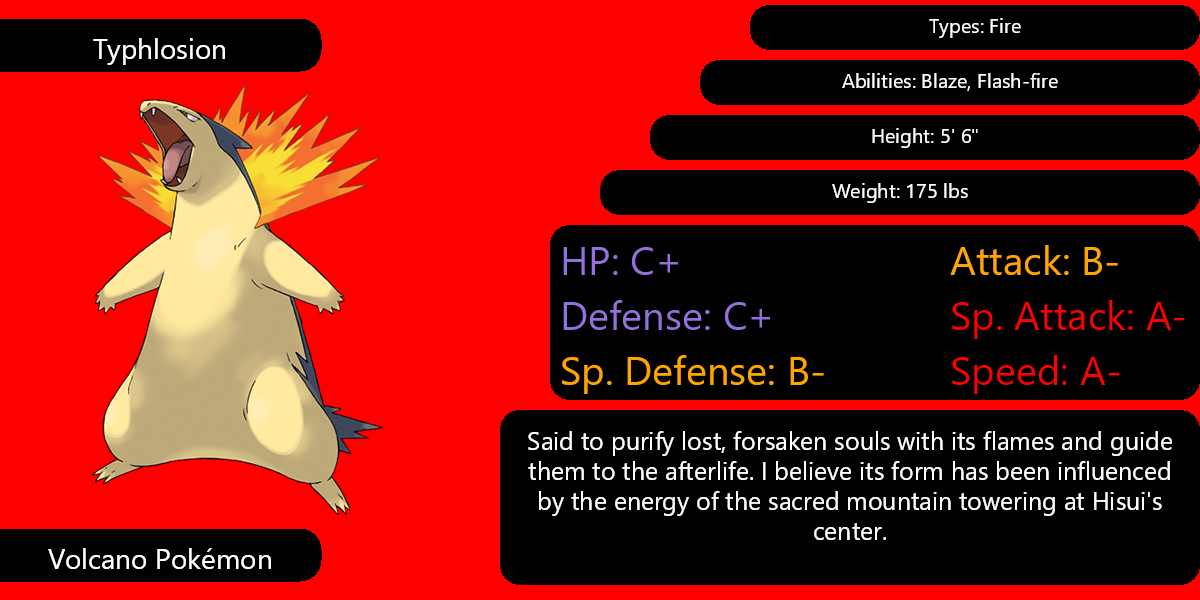 Typhlosion
Types: Fire
Abilities: Blaze, Flash-fire
Height: 5' 6"
Weight: 175 lbs
HP: C+
Attack: B-
Defense: C+
Sp. Attack: A-
Sp. Defense: B-
Speed: A-
Said to purify lost, forsaken souls with its flames and guide
them to the afterlife. I believe its form has been influenced
by the energy of the sacred mountain towering at Hisui's
center.
Volcano Pokémon